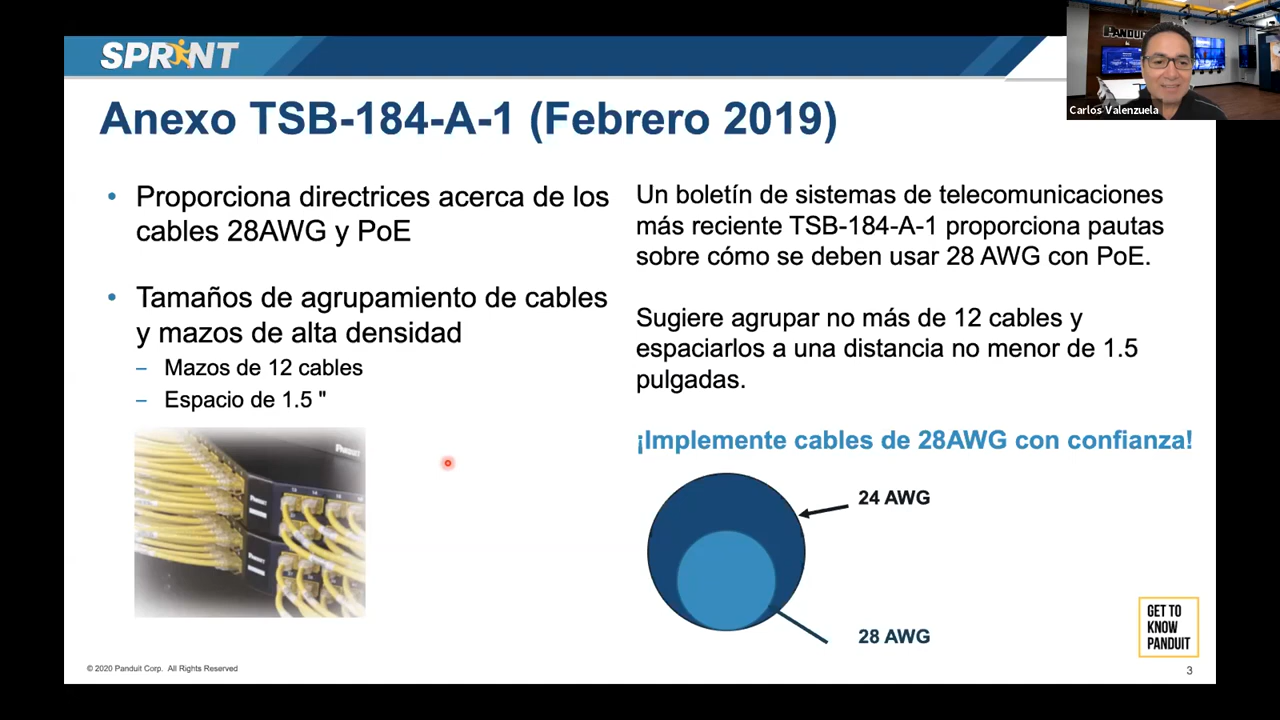 SPRINT
PANDUIT
Carlos Valenzuela
Anexo TSB-184-A-1 (Febrero 2019)
• Proporciona directrices acerca de los
cables 28AWG y PoE
• Tamaños de agrupamiento de cables
y mazos de alta densidad
– Mazos de 12 cables
– Espacio de 1.5 "
PANDUIT
PANDUIT
PANDUIT
Un boletín de sistemas de telecomunicaciones
más reciente TSB-184-A-1 proporciona pautas
sobre cómo se deben usar 28 AWG con PoE.
Sugiere agrupar no más de 12 cables y
espaciarlos a una distancia no menor de 1.5
pulgadas.
¡Implemente cables de 28AWG con confianza!
24 AWG
28 AWG
GET TO
KNOW
PANDUIT
© 2020 Panduit Corp. All Rights Reserved
3